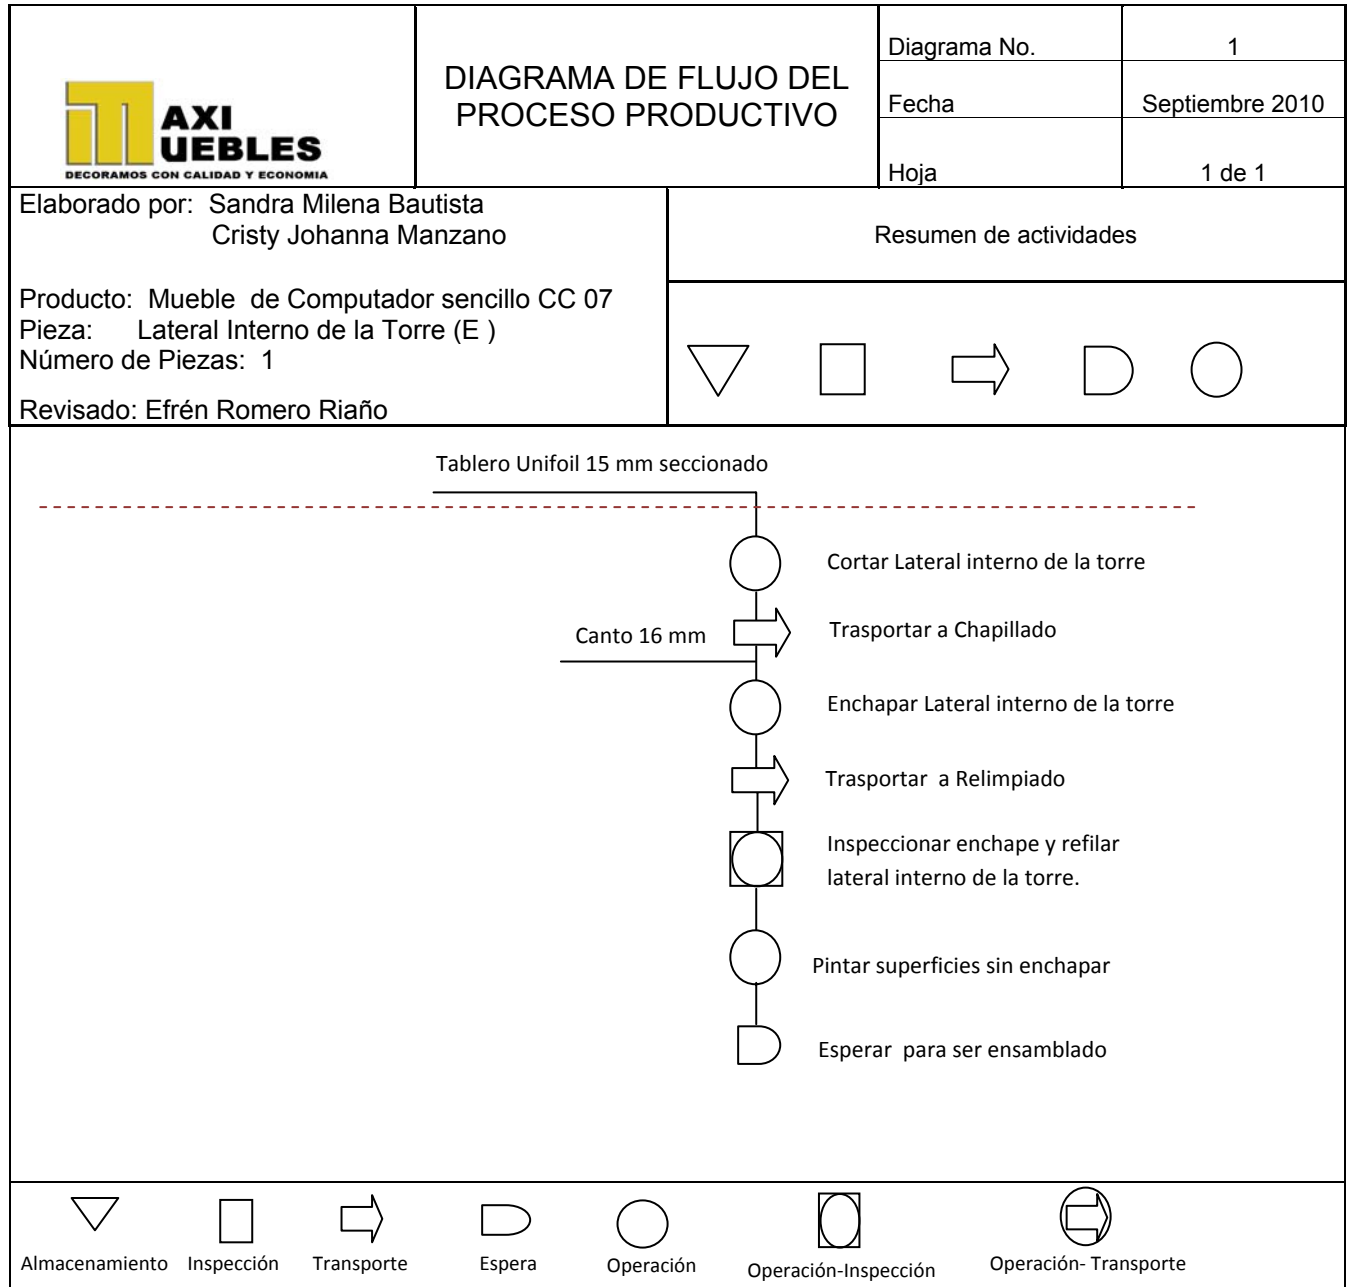 AXI
UEBLES
DECORAMOS CON CALIDAD Y ECONOMIA
DIAGRAMA DE FLUJO DEL
PROCESO PRODUCTIVO
Diagrama No. 1
Fecha Septiembre 2010
Hoja 1 de 1
Elaborado por: Sandra Milena Bautista
Cristy Johanna Manzano
Producto: Mueble de Computador sencillo CC 07
Pieza: Lateral Interno de la Torre (E )
Número de Piezas: 1
Revisado: Efrén Romero Riaño
Resumen de actividades
Tablero Unifoil 15 mm seccionado
Cortar Lateral interno de la torre
Trasportar a Chapillado
Canto 16 mm
Enchapar Lateral interno de la torre
Trasportar a Relimpiado
Inspeccionar enchape y refilar
lateral interno de la torre.
Pintar superficies sin enchapar
Esperar para ser ensamblado
Almacenamiento Inspección Transporte Espera Operación Operación-Inspección Operación- Transporte